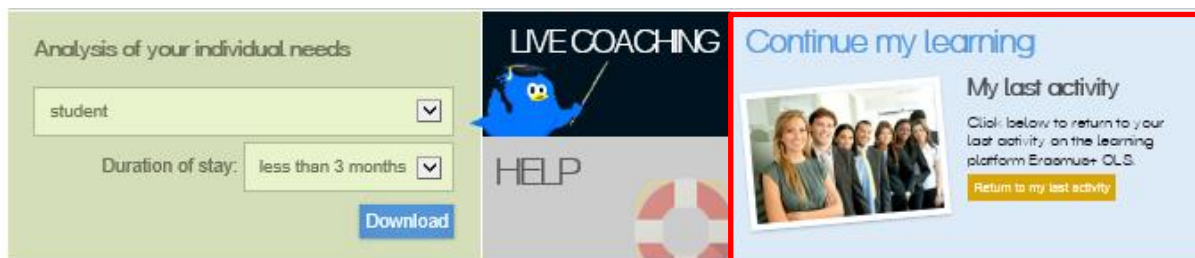 Analysis of your individual needs
student
Duration of stay:
less than 3 months
Download
LIVE COACHING
HELP
Continue my learning
My last activity
Click below to return to your
last activity on the learning
platform Erasmus+ OLS.
Return to my last activity